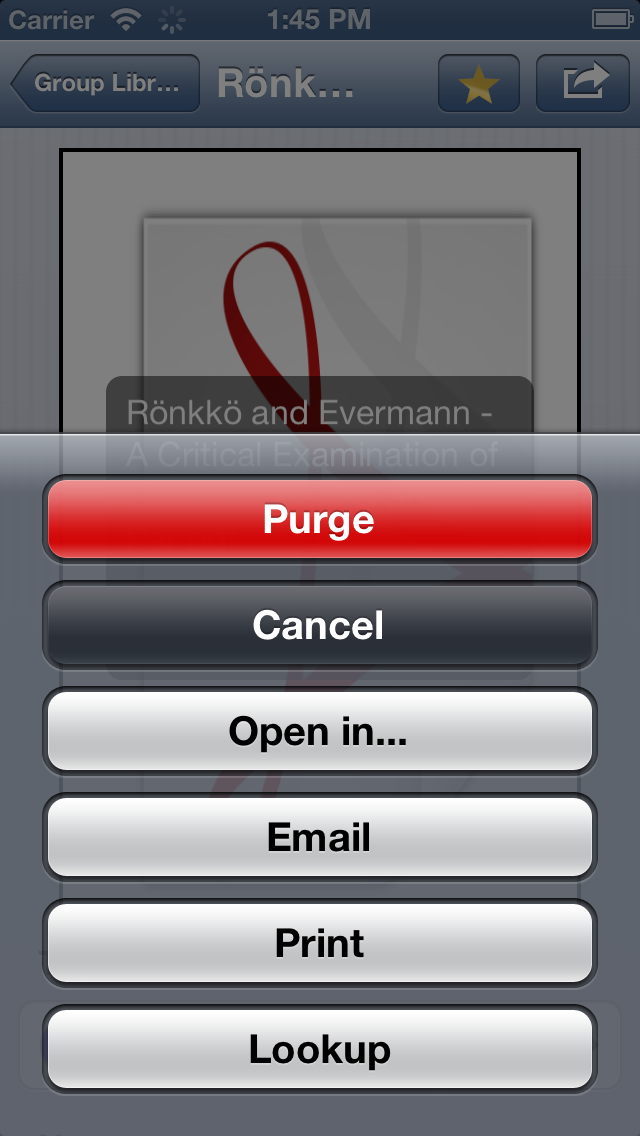 Carrier 1:45 PM
Group Libr... Rönk...
Rönkkö and Evermann -
A Critical Examination of
Purge
Cancel
Open in...
Email
Print
Lookup